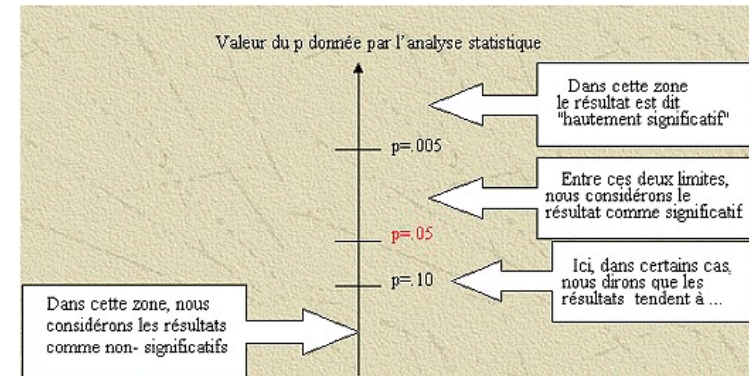 Valeur du p donnée par l'analyse statistique
Dans cette zone
le résultat est dit
"hautement significatif"
p=.005
Entre ces deux limites,
nous considérons le
résultat comme significatif
p=.05
Ici, dans certains cas,
nous dirons que les
résultats tendent à ...
p=.10
Dans cette zone, nous
considérons les résultats
comme non- significatifs